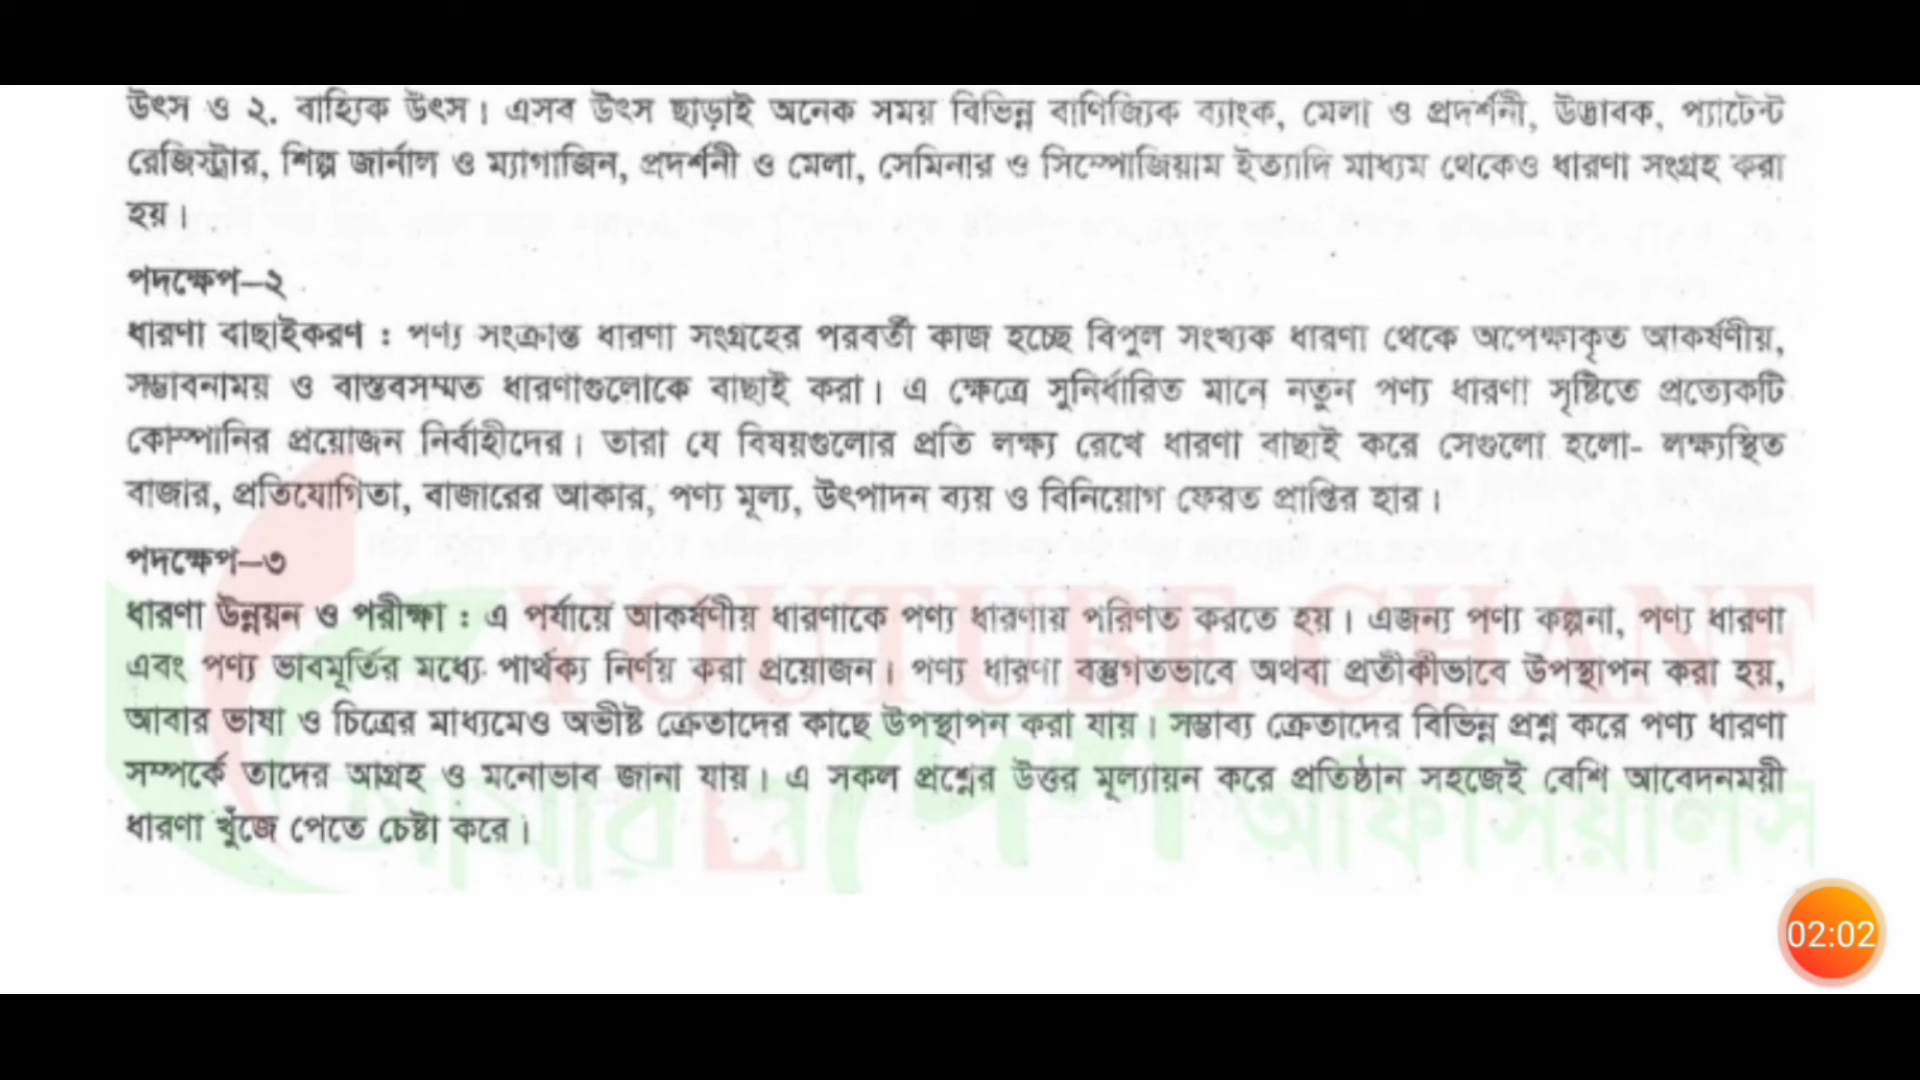 উৎস ও ২. বাহ্যিক উৎস। এসব উৎস ছাড়াই অনেক সময় বিভিন্ন বাণিজ্যিক ব্যাংক, মেলা ও প্রদর্শনী, উদ্ভাবক, প্যাটেন্ট
রেজিস্ট্রার, শিল্প জার্নাল ও ম্যাগাজিন, প্রদর্শনী ও মেলা, সেমিনার ও সিম্পোজিয়াম ইত্যাদি মাধ্যম থেকেও ধারণা সংগ্রহ করা
হয়।
পদক্ষেপ–২
ধারণা বাছাইকরণ : পণ্য সংক্রান্ত ধারণা সংগ্রহের পরবর্তী কাজ হচ্ছে বিপুল সংখ্যক ধারণা থেকে অপেক্ষাকৃত আকর্ষণীয়,
সম্ভাবনাময় ও বাস্তবসম্মত ধারণাগুলোকে বাছাই করা। এ ক্ষেত্রে সুনির্ধারিত মানে নতুন পণ্য ধারণা সৃষ্টিতে প্রত্যেকটি
কোম্পানির প্রয়োজন নির্বাহীদের। তারা যে বিষয়গুলোর প্রতি লক্ষ্য রেখে ধারণা বাছাই করে সেগুলো হলো- লক্ষ্যস্থিত
বাজার, প্রতিযোগিতা, বাজারের আকার, পণ্য মূল্য, উৎপাদন ব্যয় ও বিনিয়োগ ফেরত প্রাপ্তির হার।
পদক্ষেপ–৩
ধারণা উন্নয়ন ও পরীক্ষা : এ পর্যায়ে আকর্ষণীয় ধারণাকে পণ্য ধারণায় পরিণত করতে হয়। এজন্য পণ্য কল্পনা, পণ্য ধারণা
এবং পণ্য ভাবমূর্তির মধ্যে পার্থক্য নির্ণয় করা প্রয়োজন। পণ্য ধারণা বস্তুগতভাবে অথবা প্রতীকীভাবে উপস্থাপন করা হয়,
আবার ভাষা ও চিত্রের মাধ্যমেও অভীষ্ট ক্রেতাদের কাছে উপস্থাপন করা যায়। সম্ভাব্য ক্রেতাদের বিভিন্ন প্রশ্ন করে পণ্য ধারণা
সম্পর্কে তাদের আগ্রহ ও মনোভাব জানা যায়। এ সকল প্রশ্নের উত্তর মূল্যায়ন করে প্রতিষ্ঠান সহজেই বেশি আবেদনময়ী
ধারণা খুঁজে পেতে চেষ্টা করে।
YOUTUBE CHANE
আমার দেশ অফিসিয়ালস
02:02